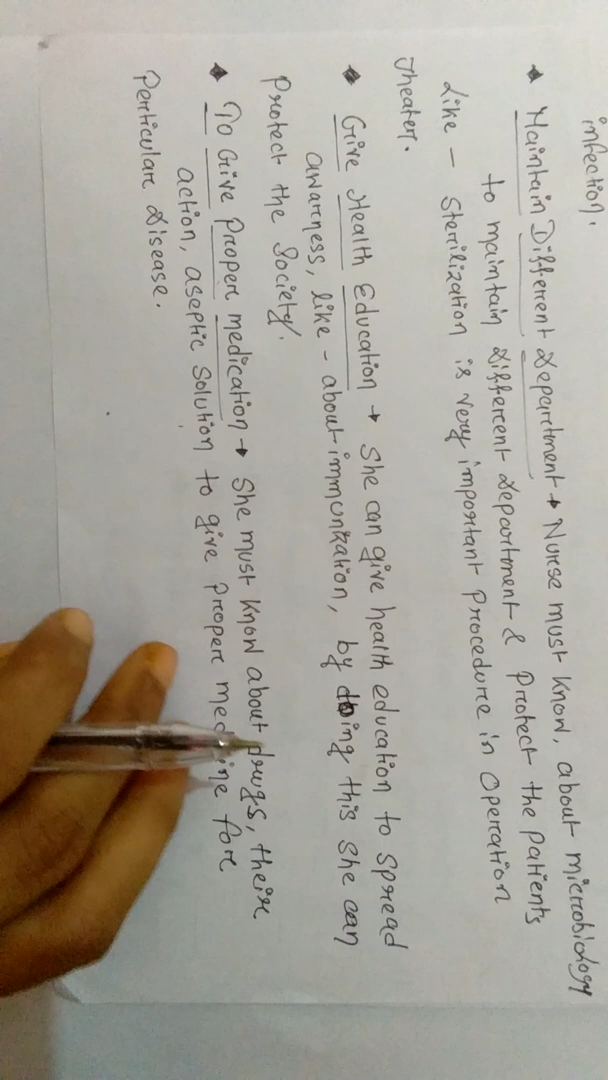 infection.
Maintain Different Department → Nurse must know, about microbiology
to maintain different department & protect the patients
Like - Sterilization is very important procedure in Operation
Theater.
Give Health Education → She can give health education to spread
awareness, like - about immunization, by doing this she can
protect the Society.
To Give proper medication → She must know about drugs, their
action, aseptic solution to give proper medicine for
Perticular disease.